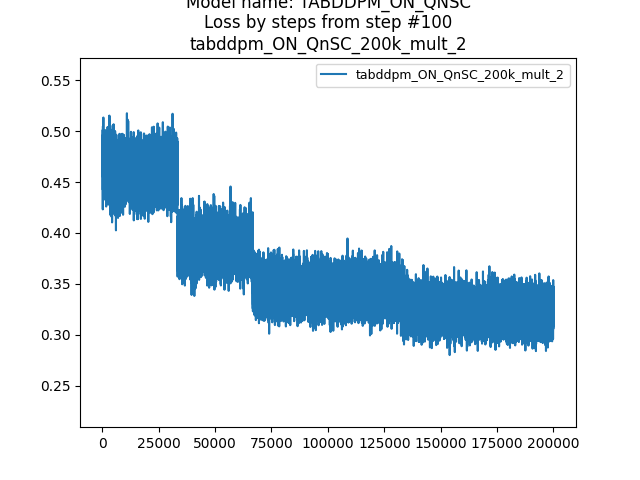 Model name: TABDDPM_ON_QNSC
Loss by steps from step #100
tabddpm_ON_QnSC_200k_mult_2
tabddpm_ON_QnSC_200k_mult_2
0.55
0.50
0.45
0.40
0.35
0.30
0.25
0 25000 50000 75000 100000 125000 150000 175000 200000